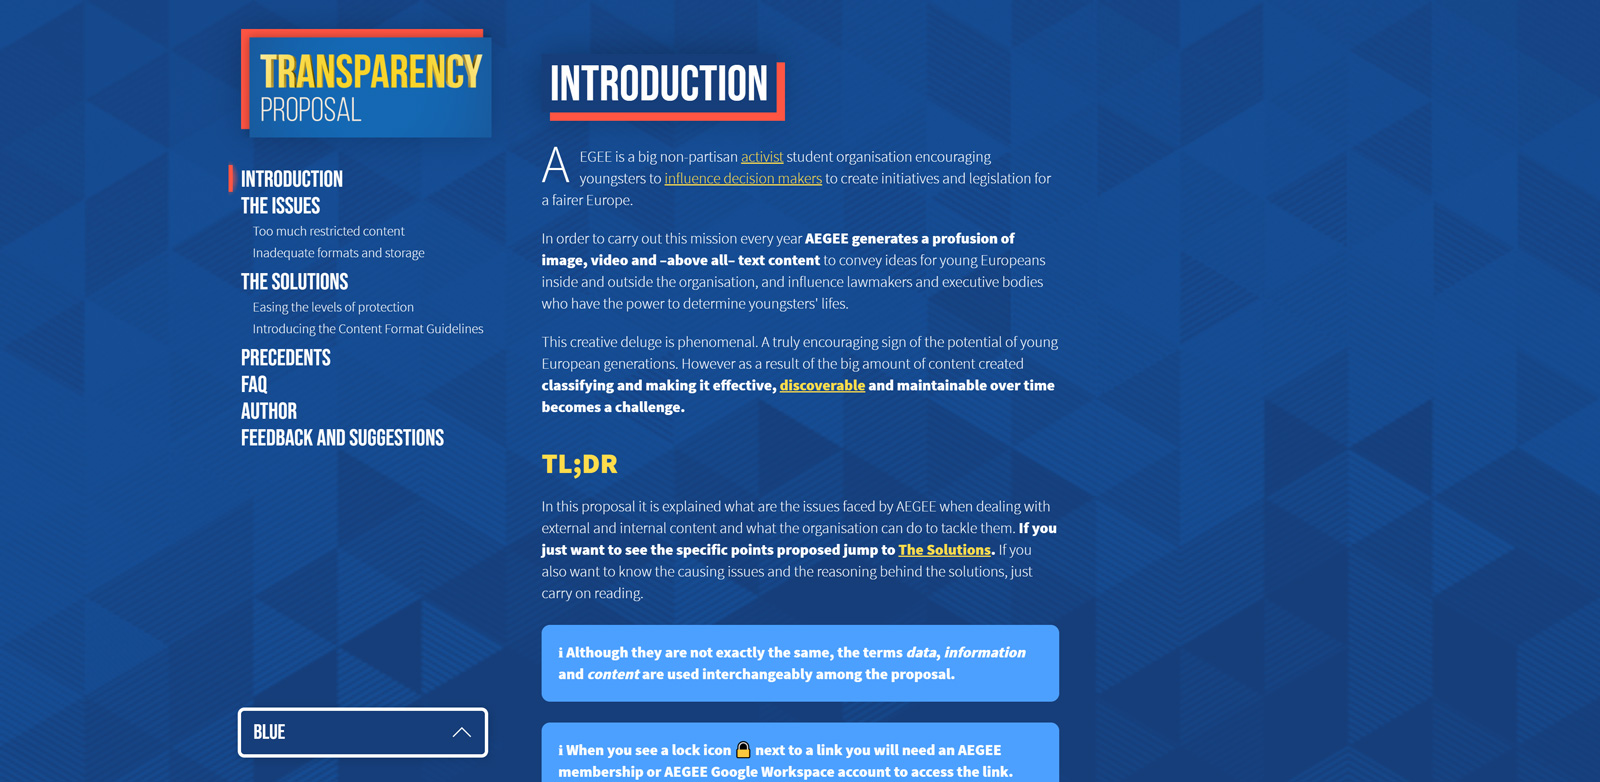 TRANSPARENCY
PROPOSAL
INTRODUCTION
THE ISSUES
Too much restricted content
Inadequate formats and storage
THE SOLUTIONS
Easing the levels of protection
Introducing the Content Format Guidelines
PRECEDENTS
FAQ
AUTHOR
FEEDBACK AND SUGGESTIONS
BLUE
INTRODUCTION
AEGEE is a big non-partisan activist student organisation encouraging
youngsters to influence decision makers to create initiatives and legislation for
a fairer Europe.
In order to carry out this mission every year AEGEE generates a profusion of
image, video and –above all– text content to convey ideas for young Europeans
inside and outside the organisation, and influence lawmakers and executive bodies
who have the power to determine youngsters' lifes.
This creative deluge is phenomenal. A truly encouraging sign of the potential of young
European generations. However as a result of the big amount of content created
classifying and making it effective, discoverable and maintainable over time
becomes a challenge.
TL;DR
In this proposal it is explained what are the issues faced by AEGEE when dealing with
external and internal content and what the organisation can do to tackle them. If you
just want to see the specific points proposed jump to The Solutions. If you
also want to know the causing issues and the reasoning behind the solutions, just
carry on reading.
ℹ Although they are not exactly the same, the terms data, information
and content are used interchangeably among the proposal.
ℹ When you see a lock icon 🔒 next to a link you will need an AEGEE
membership or AEGEE Google Workspace account to access the link.